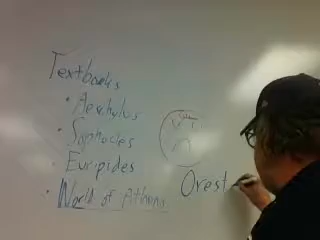 Textbooks
• Aeschylus
• Sophocles
• Euripides
• World of Athens
Orest